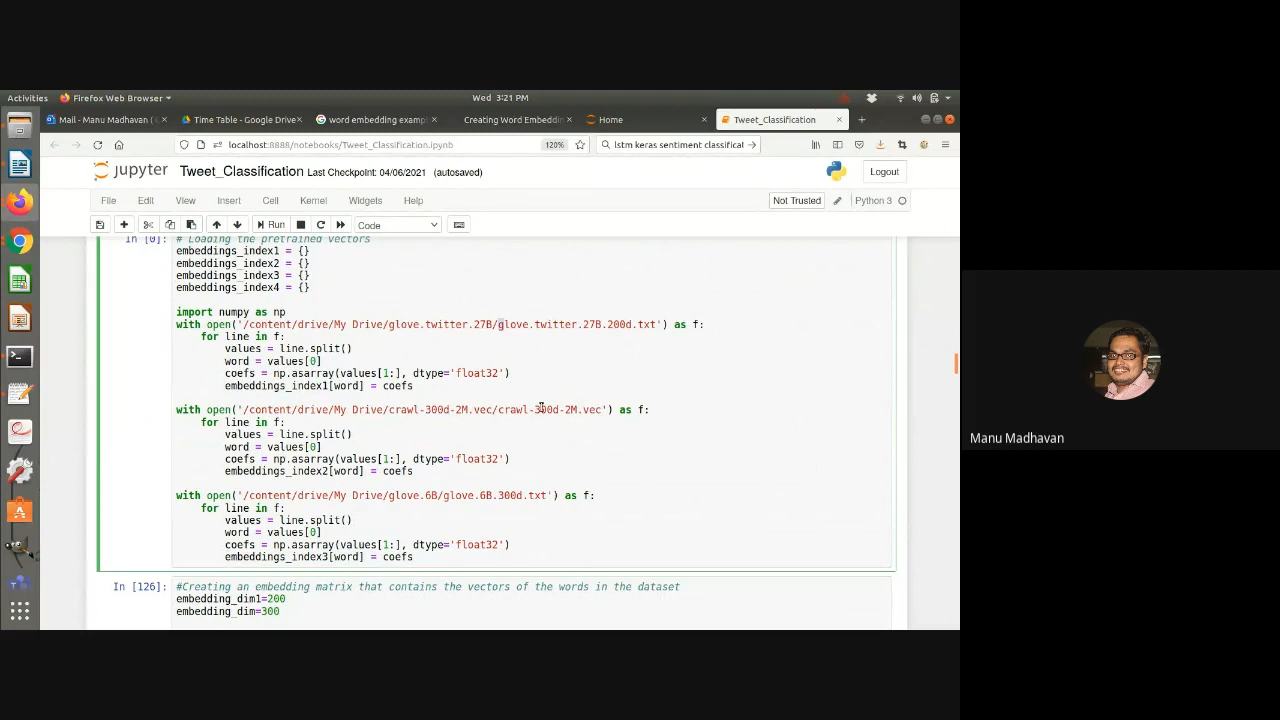 Activities Firefox Web Browser Wed 3:21 PM
Mail - Manu Madhavan ( Time Table - Google Drive word embedding exampl Creating Word Embeddin Home Tweet_Classification
localhost:8888/notebooks/Tweet_Classification.ipynb 120% lstm keras sentiment classificat
jupyter Tweet_Classification Last Checkpoint: 04/06/2021 (autosaved) Logout
File Edit View Insert Cell Kernel Widgets Help Not Trusted Python 3
Run Code
In [0]: # Loading the pretrained vectors
embeddings_index1 = {}
embeddings_index2 = {}
embeddings_index3 = {}
embeddings_index4 = {}
import numpy as np
with open('/content/drive/My Drive/glove.twitter.27B/glove.twitter.27B.200d.txt') as f:
for line in f:
values = line.split()
word = values[0]
coefs = np.asarray(values[1:], dtype='float32')
embeddings_index1[word] = coefs
with open('/content/drive/My Drive/crawl-300d-2M.vec/crawl-300d-2M.vec') as f:
for line in f:
values = line.split()
word = values[0]
coefs = np.asarray(values[1:], dtype='float32')
embeddings_index2[word] = coefs
with open('/content/drive/My Drive/glove.6B/glove.6B.300d.txt') as f:
for line in f:
values = line.split()
word = values[0]
coefs = np.asarray(values[1:], dtype='float32')
embeddings_index3[word] = coefs
In [126]: #Creating an embedding matrix that contains the vectors of the words in the dataset
embedding_dim1=200
embedding_dim=300
Manu Madhavan